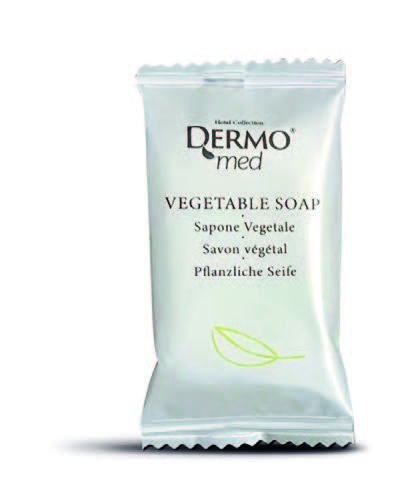 Hotel Collection
DERMO®
med
VEGETABLE SOAP
·
Sapone Vegetale
·
Savon végétal
·
Pflanzliche Seife